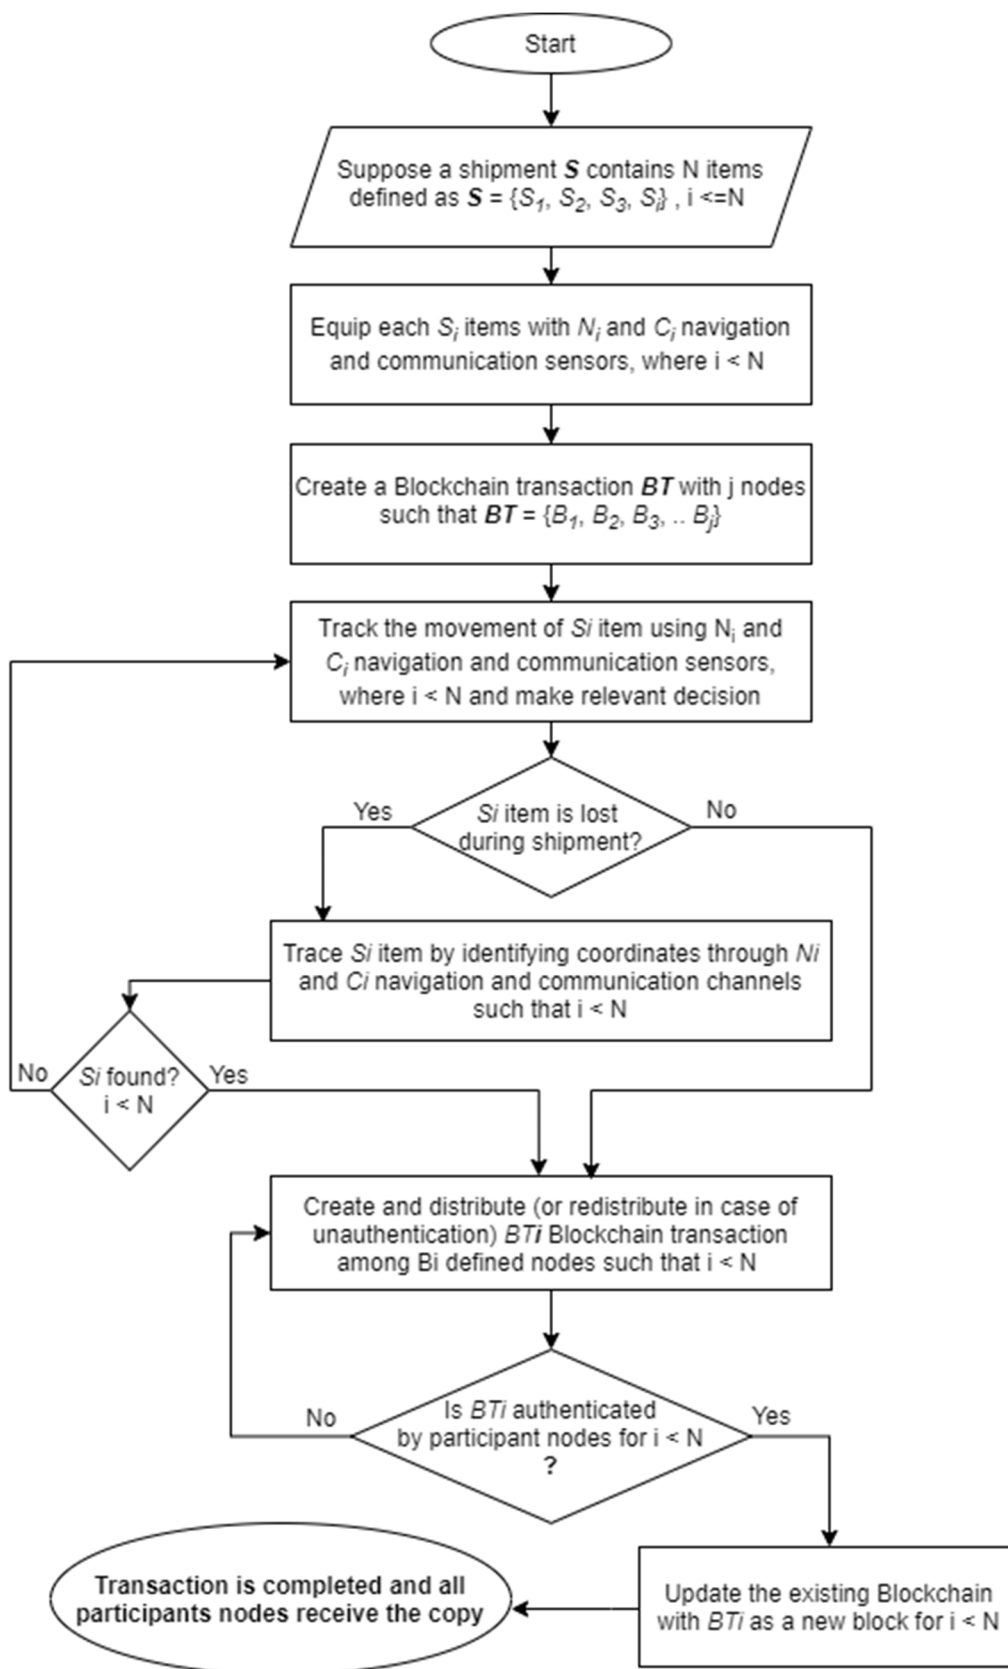 Start
Suppose a shipment S contains N items
defined as S = {S1, S2, S3, Si} , i <=N
Equip each Si items with Ni and Ci navigation
and communication sensors, where i < N
Create a Blockchain transaction BT with j nodes
such that BT = {B1, B2, B3, .. Bj}
Track the movement of Si item using Ni and
Ci navigation and communication sensors,
where i < N and make relevant decision
Yes
Si item is lost
during shipment?
No
Trace Si item by identifying coordinates through Ni
and Ci navigation and communication channels
such that i < N
No
Si found?
i < N
Yes
Create and distribute (or redistribute in case of
unauthentication) BTi Blockchain transaction
among Bi defined nodes such that i < N
No
Is BTi authenticated
by participant nodes for i < N
?
Yes
Update the existing Blockchain
with BTi as a new block for i < N
Transaction is completed and all
participants nodes receive the copy